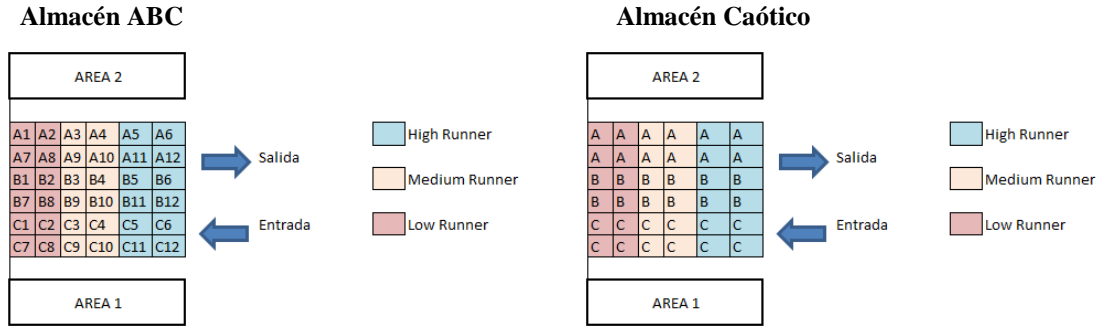 Almacén ABC
Almacén Caótico
AREA 2
A1 A2 A3 A4 A5 A6
A7 A8 A9 A10 A11 A12
B1 B2 B3 B4 B5 B6
B7 B8 B9 B10 B11 B12
C1 C2 C3 C4 C5 C6
C7 C8 C9 C10 C11 C12
Salida
Entrada
AREA 1
High Runner
Medium Runner
Low Runner
AREA 2
A A A A A A
A A A A A A
B B B B B B
B B B B B B
C C C C C C
C C C C C C
Salida
Entrada
AREA 1
High Runner
Medium Runner
Low Runner